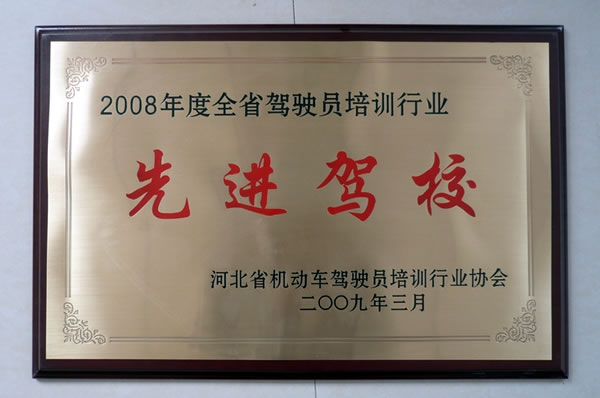 2008年度全省驾驶员培训行业
先进驾校
河北省机动车驾驶员培训行业协会
二〇〇九年三月